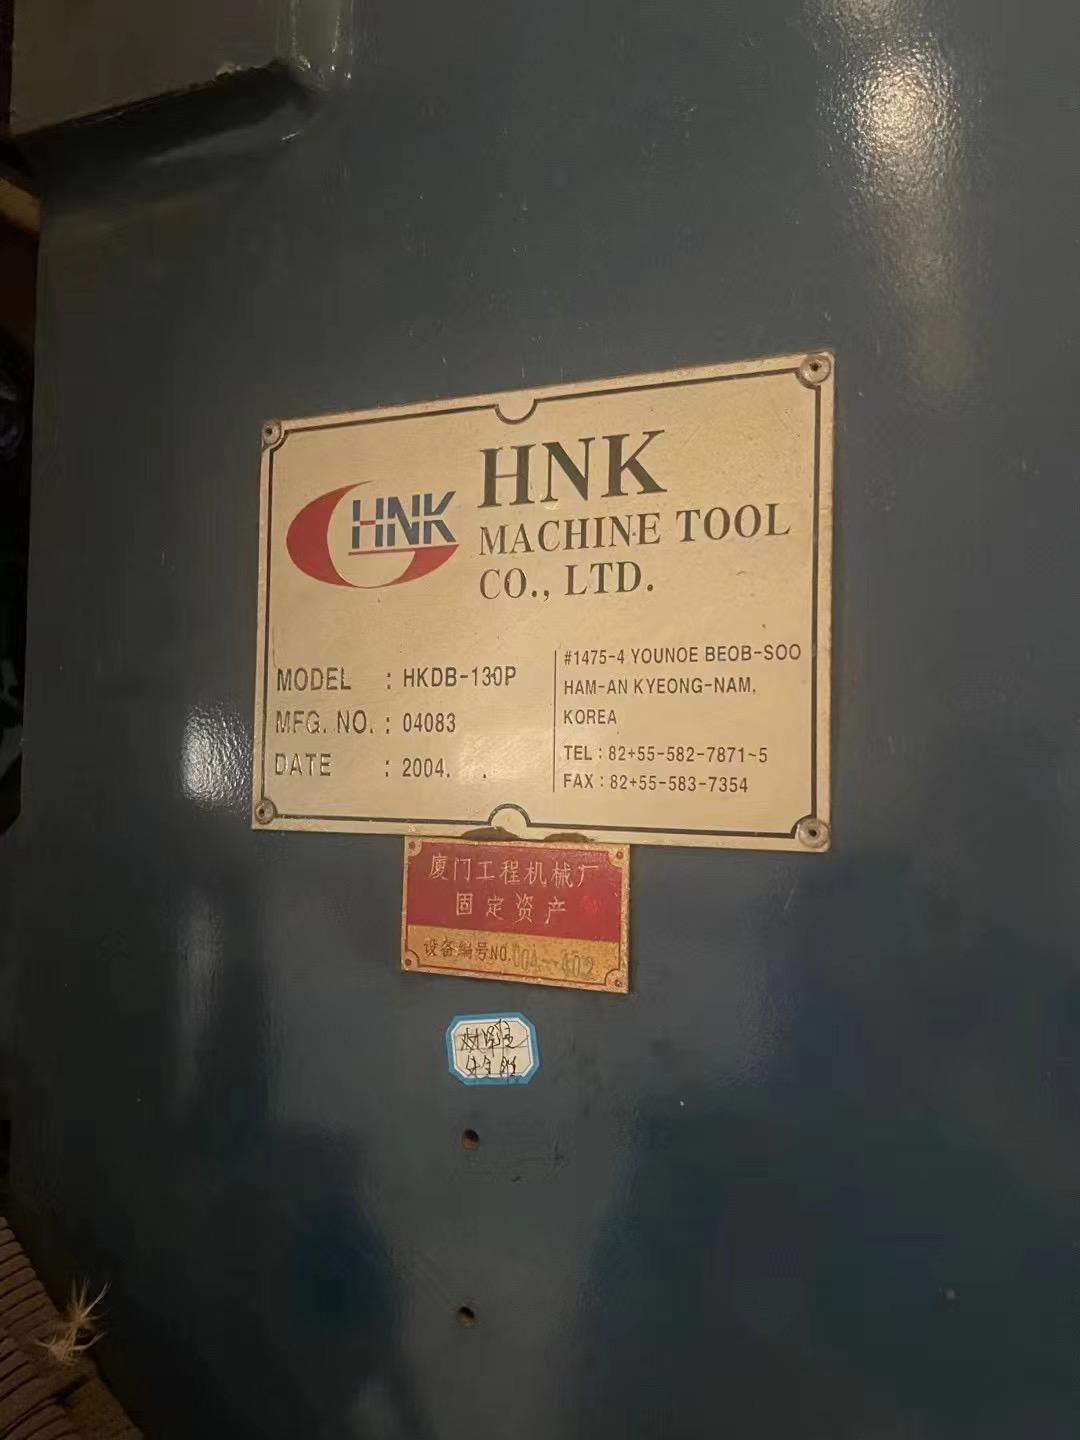 HNK
HNK
MACHINE TOOL
CO., LTD.
MODEL : HKDB-130P
MFG. NO. : 04083
DATE : 2004. .
#1475-4 YOUNOE BEOB-SOO
HAM-AN KYEONG-NAM,
KOREA
TEL : 82+55-582-7871~5
FAX : 82+55-583-7354
厦门工程机械厂
固定资产
设备编号NO. 004--402